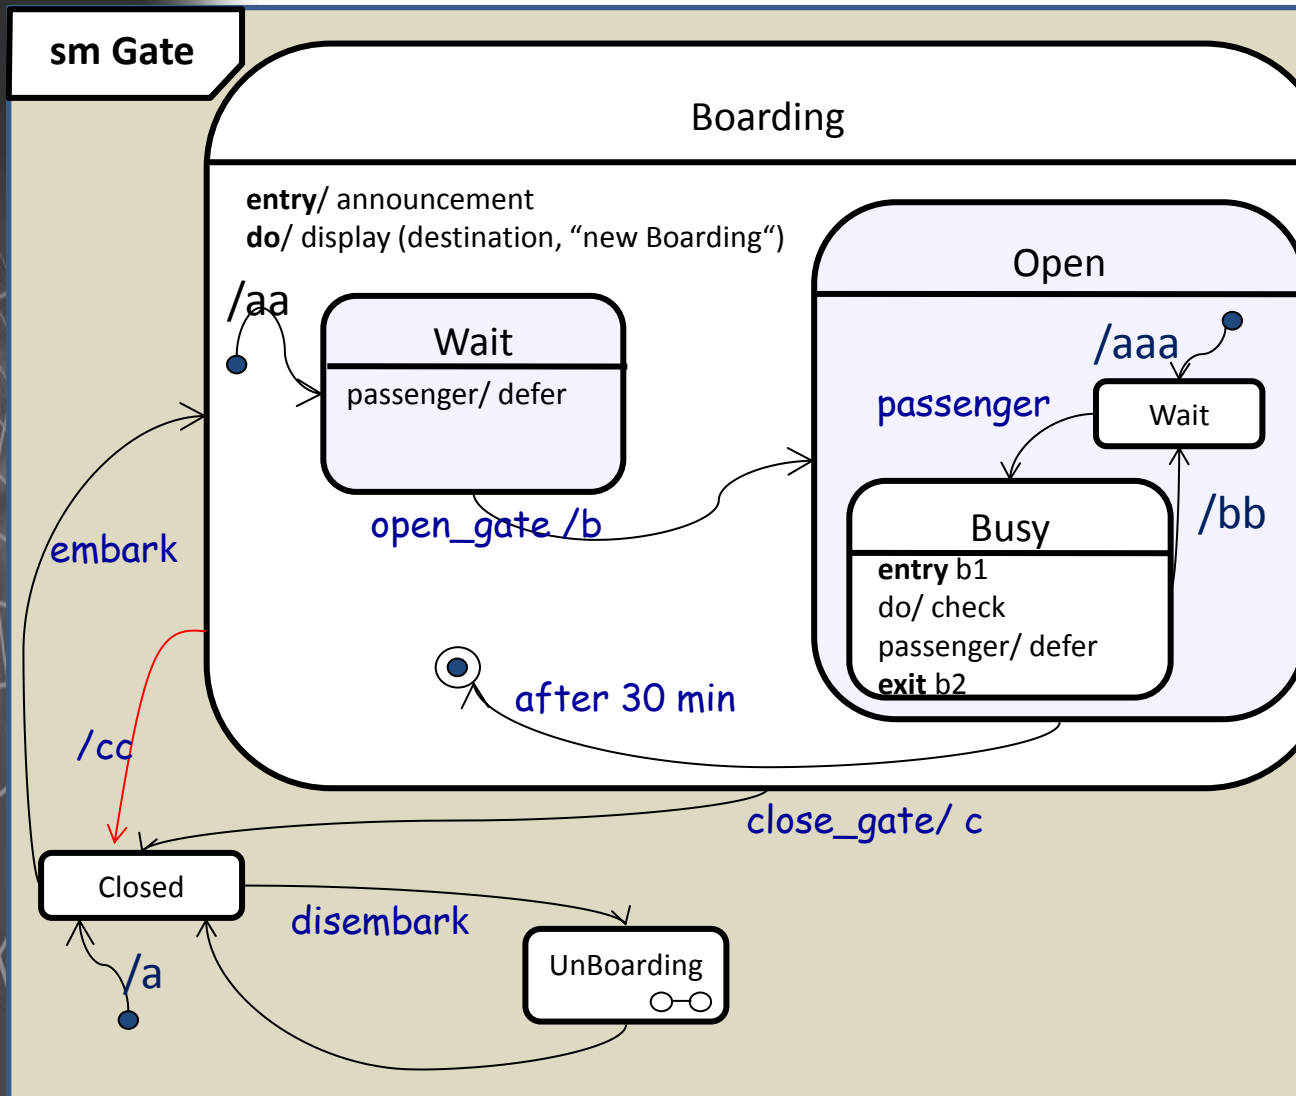 sm Gate
Boarding
entry/ announcement
do/ display (destination, “new Boarding“)
Open
/aa
Wait
passenger/ defer
/aaa
passenger
Wait
open_gate /b
Busy
/bb
embark
entry b1
do/ check
passenger/ defer
exit b2
after 30 min
/cc
close_gate/ c
Closed
disembark
UnBoarding
/a